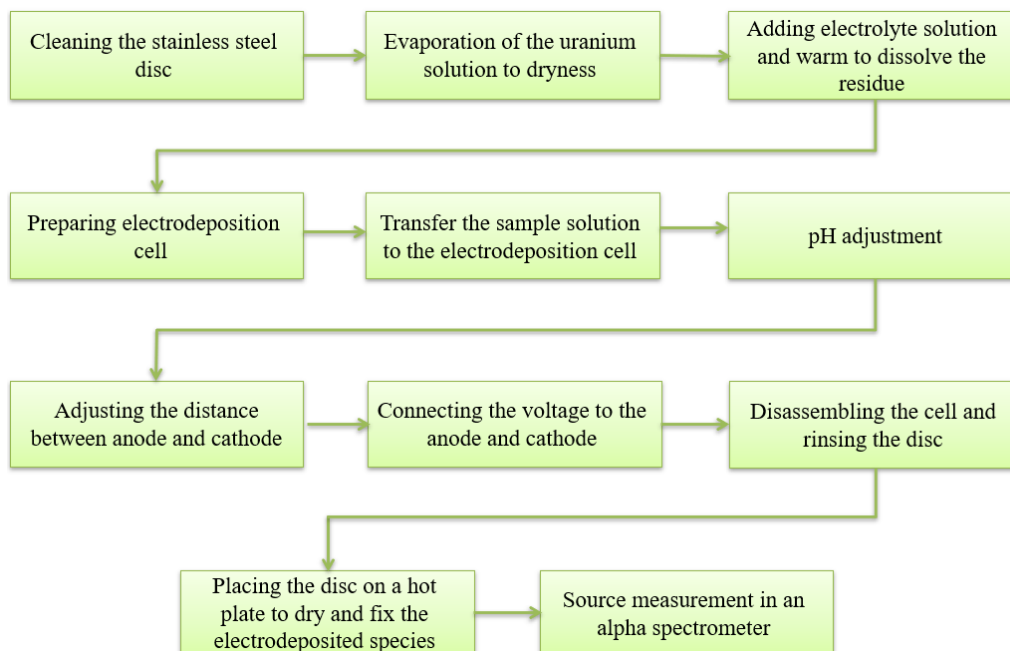 Cleaning the stainless steel
disc
Evaporation of the uranium
solution to dryness
Adding electrolyte solution
and warm to dissolve the
residue
Preparing electrodeposition
cell
Transfer the sample solution
to the electrodeposition cell
pH adjustment
Adjusting the distance
between anode and cathode
Connecting the voltage to the
anode and cathode
Disassembling the cell and
rinsing the disc
Placing the disc on a hot
plate to dry and fix the
electrodeposited species
Source measurement in an
alpha spectrometer